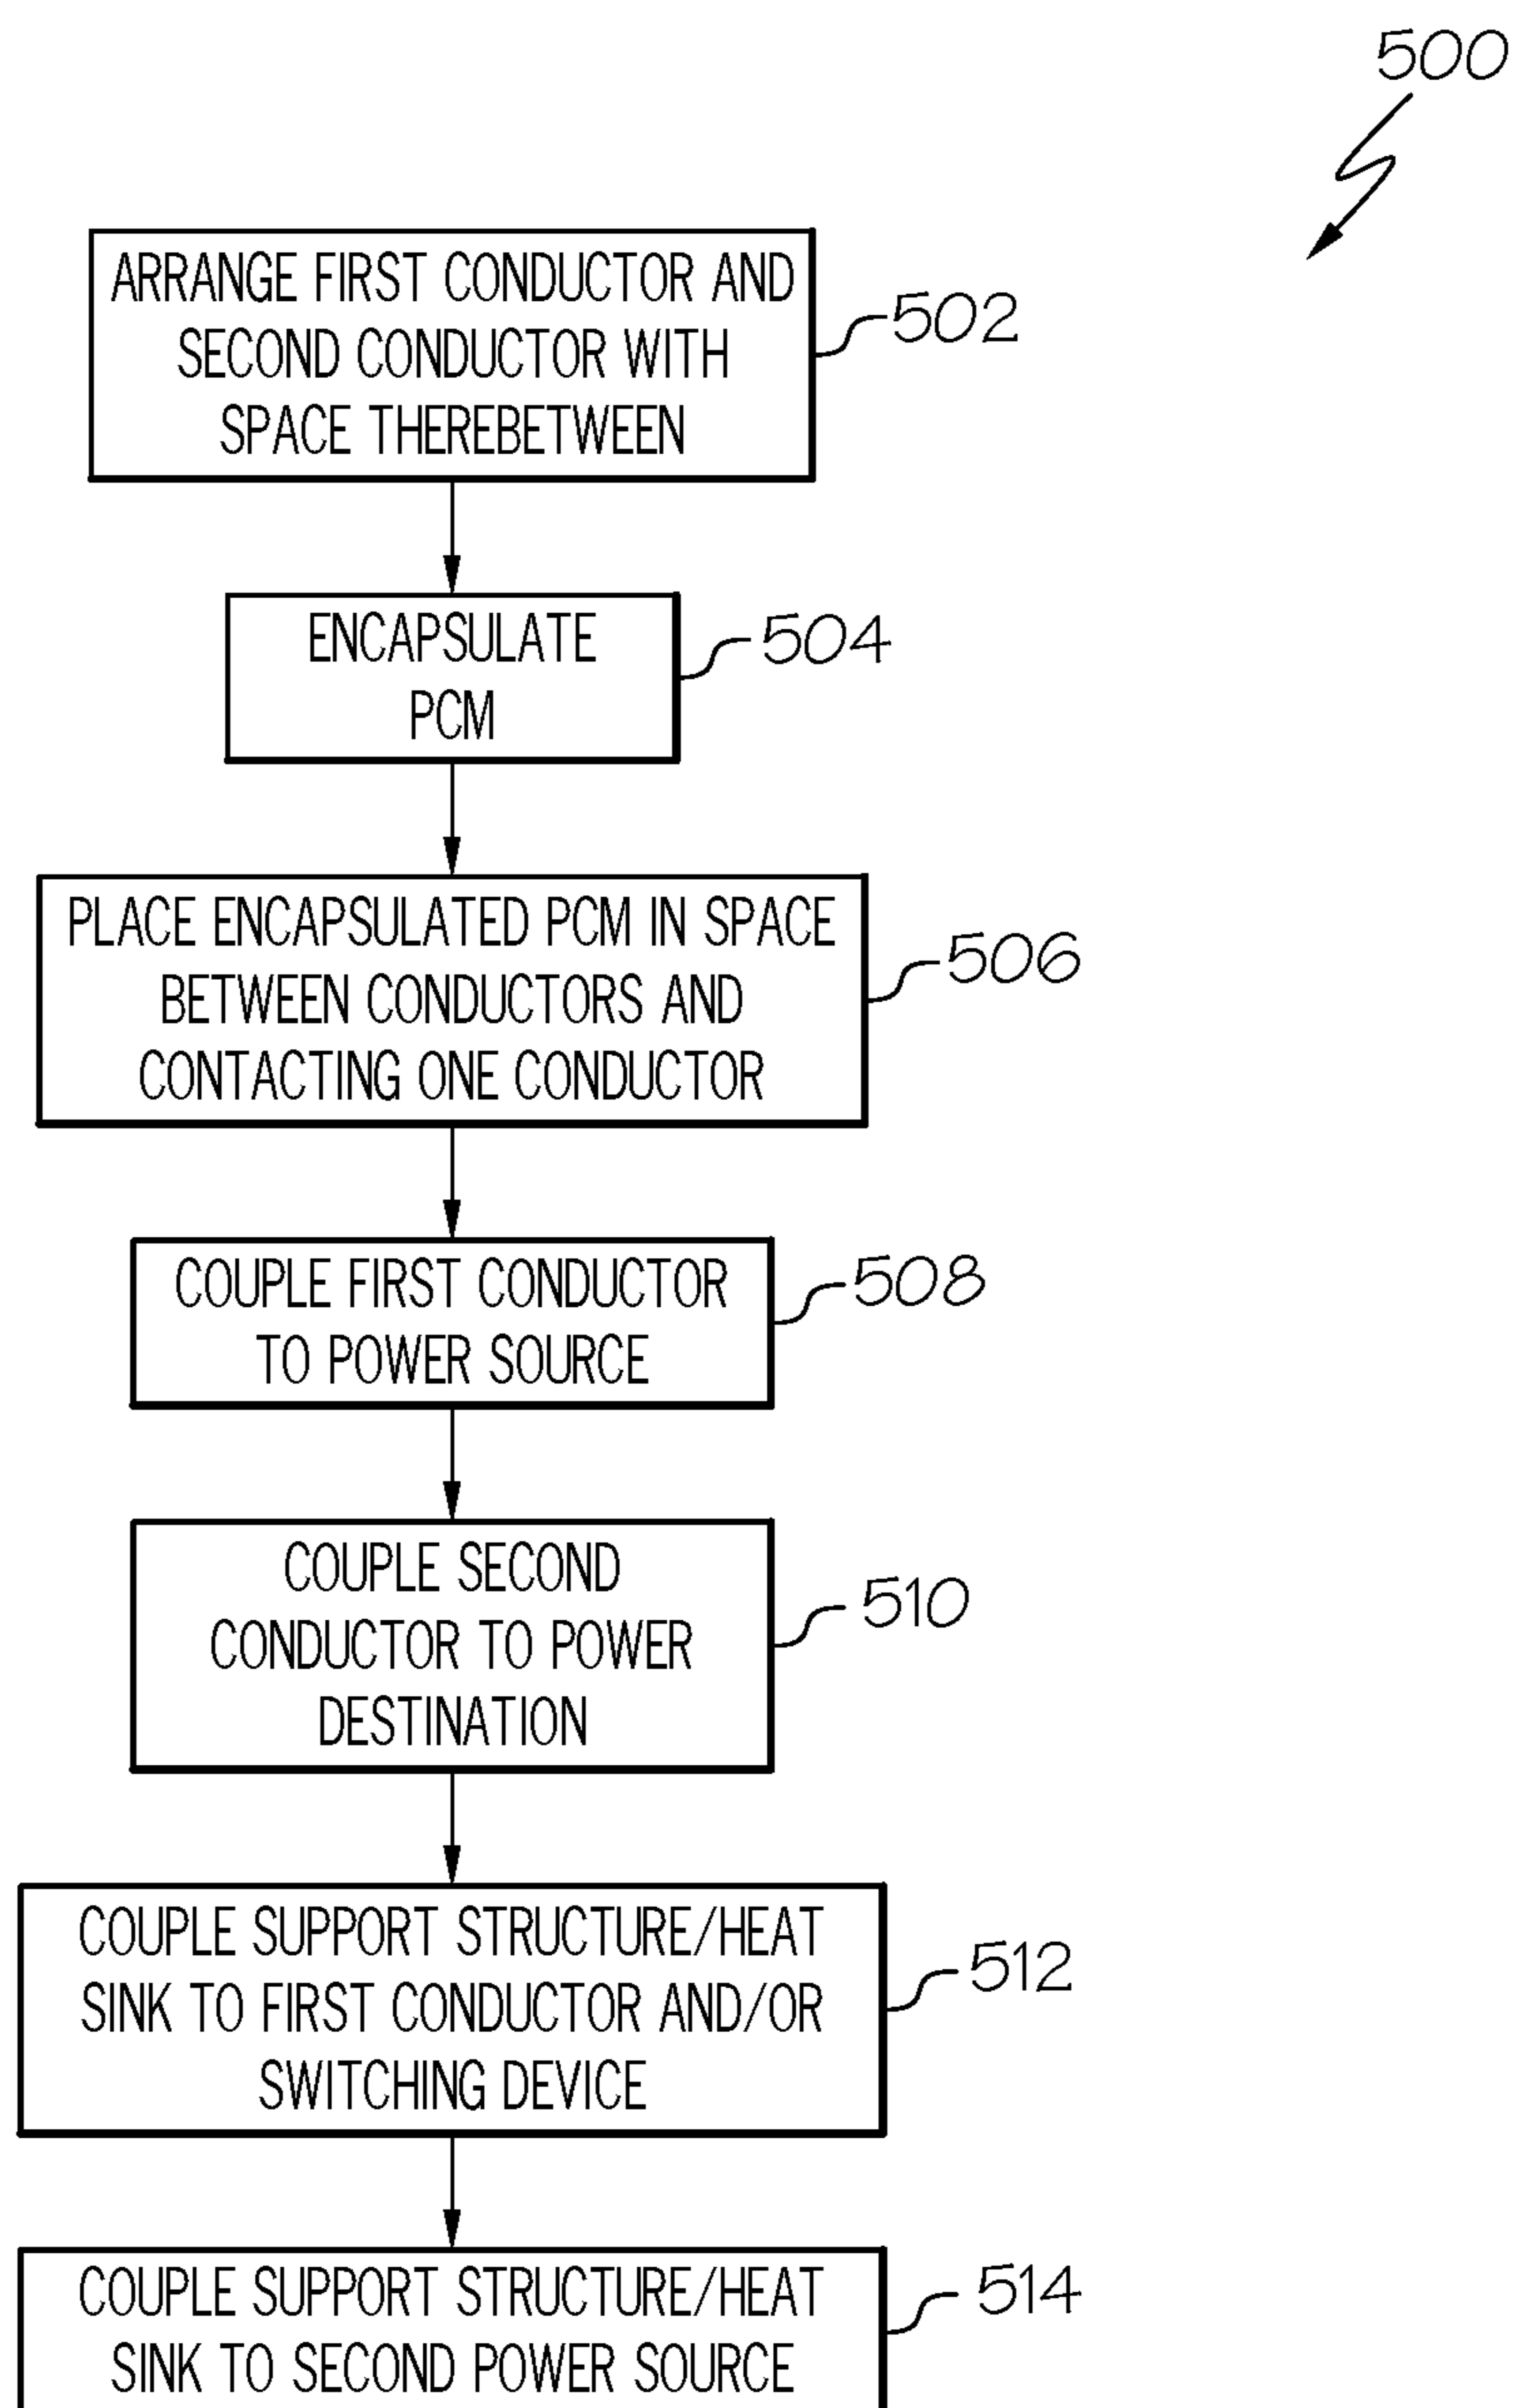 500
ARRANGE FIRST CONDUCTOR AND
SECOND CONDUCTOR WITH
SPACE THEREBETWEEN
502
ENCAPSULATE
PCM
504
PLACE ENCAPSULATED PCM IN SPACE
BETWEEN CONDUCTORS AND
CONTACTING ONE CONDUCTOR
506
COUPLE FIRST CONDUCTOR
TO POWER SOURCE
508
COUPLE SECOND
CONDUCTOR TO POWER
DESTINATION
510
COUPLE SUPPORT STRUCTURE/HEAT
SINK TO FIRST CONDUCTOR AND/OR
SWITCHING DEVICE
512
COUPLE SUPPORT STRUCTURE/HEAT
SINK TO SECOND POWER SOURCE
514